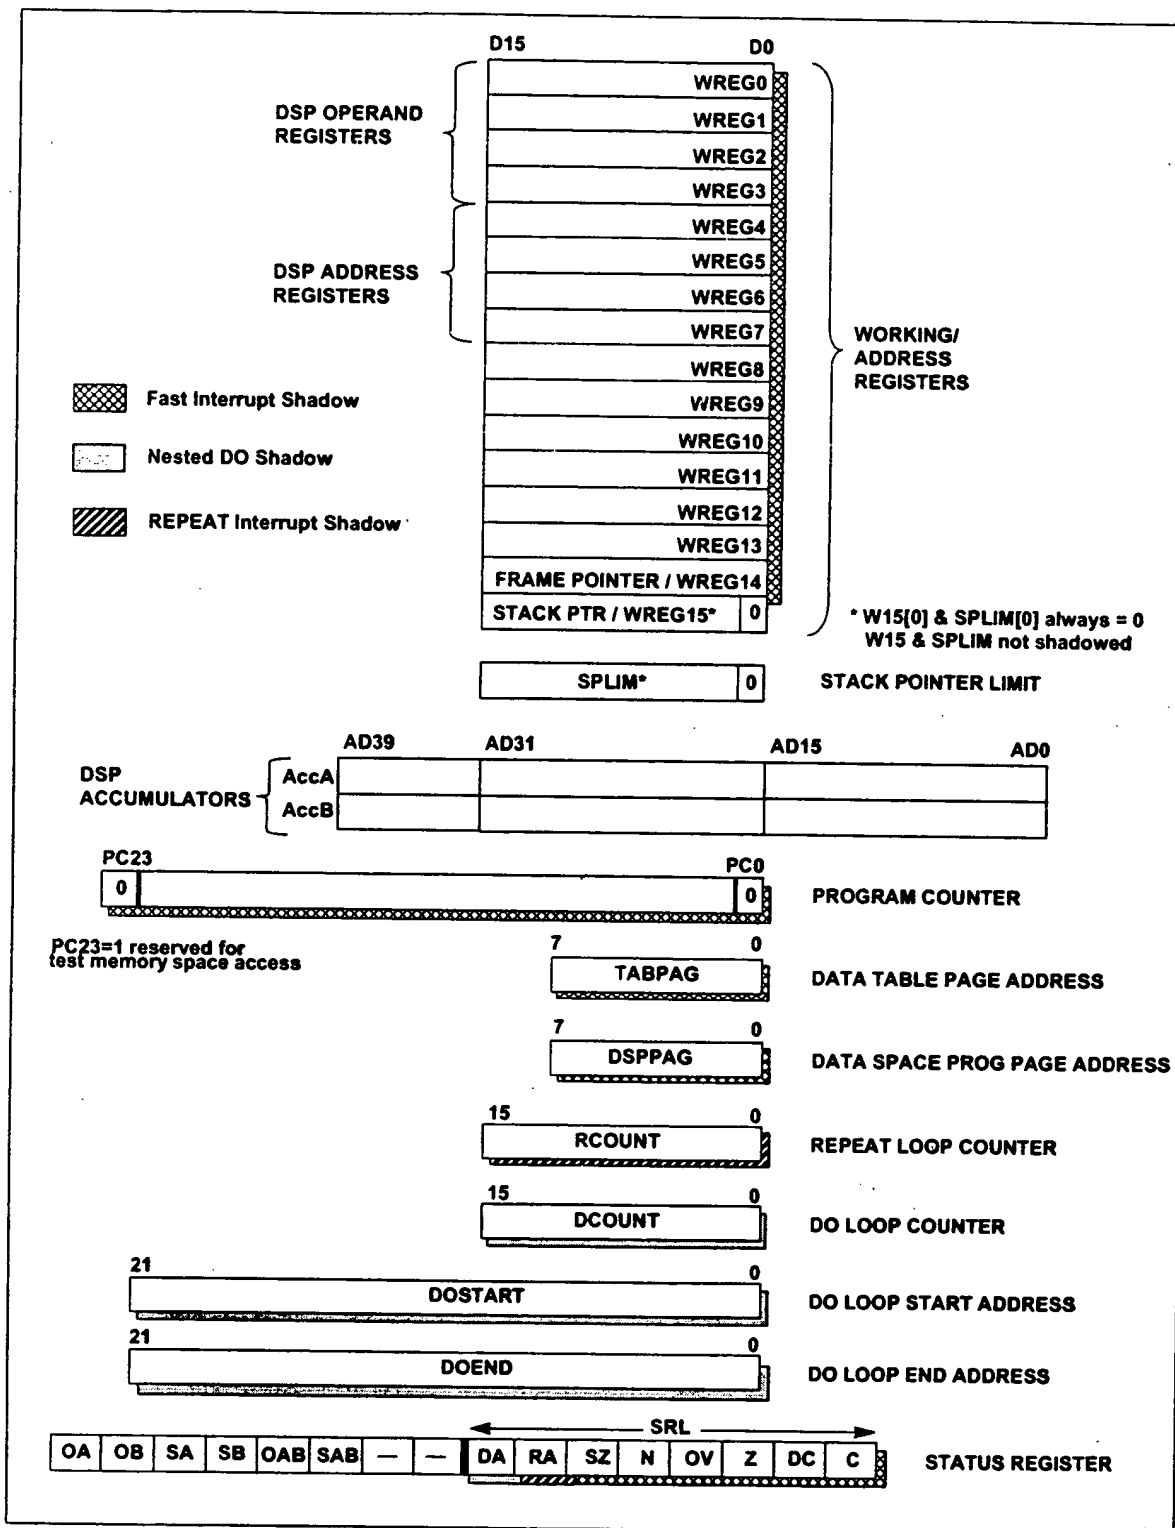 D15 D0
WREG0
DSP OPERAND
REGISTERS
WREG1
WREG2
WREG3
WREG4
DSP ADDRESS
REGISTERS
WREG5
WREG6
WREG7
WORKING/
ADDRESS
REGISTERS
WREG8
Fast Interrupt Shadow
WREG9
WREG10
Nested DO Shadow
WREG11
WREG12
REPEAT Interrupt Shadow
WREG13
FRAME POINTER / WREG14
STACK PTR / WREG15* 0
* W15[0] & SPLIM[0] always = 0
W15 & SPLIM not shadowed
SPLIM* 0 STACK POINTER LIMIT
AD39 AD31 AD15 AD0
DSP
ACCUMULATORS
AccA
AccB
PC23 PC0
0 0 PROGRAM COUNTER
PC23=1 reserved for
test memory space access
7 0
TABPAG DATA TABLE PAGE ADDRESS
7 0
DSPPAG DATA SPACE PROG PAGE ADDRESS
15 0
RCOUNT REPEAT LOOP COUNTER
15 0
DCOUNT DO LOOP COUNTER
21 0
DOSTART DO LOOP START ADDRESS
21 0
DOEND DO LOOP END ADDRESS
SRL
OA OB SA SB OAB SAB — — DA RA SZ N OV Z DC C STATUS REGISTER